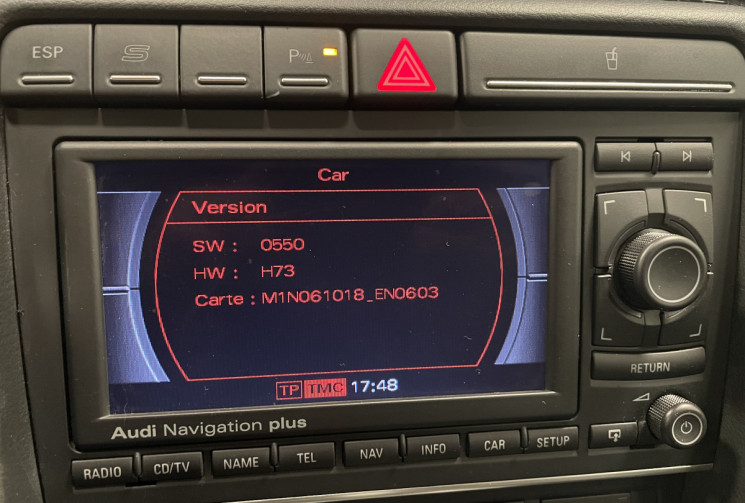 ESP
S
P
Car
Version
SW : 0550
HW : H73
Carte : M1N061018_EN0603
TP TMC 17:48
RETURN
Audi Navigation plus
RADIO CD/TV NAME TEL NAV INFO CAR SETUP